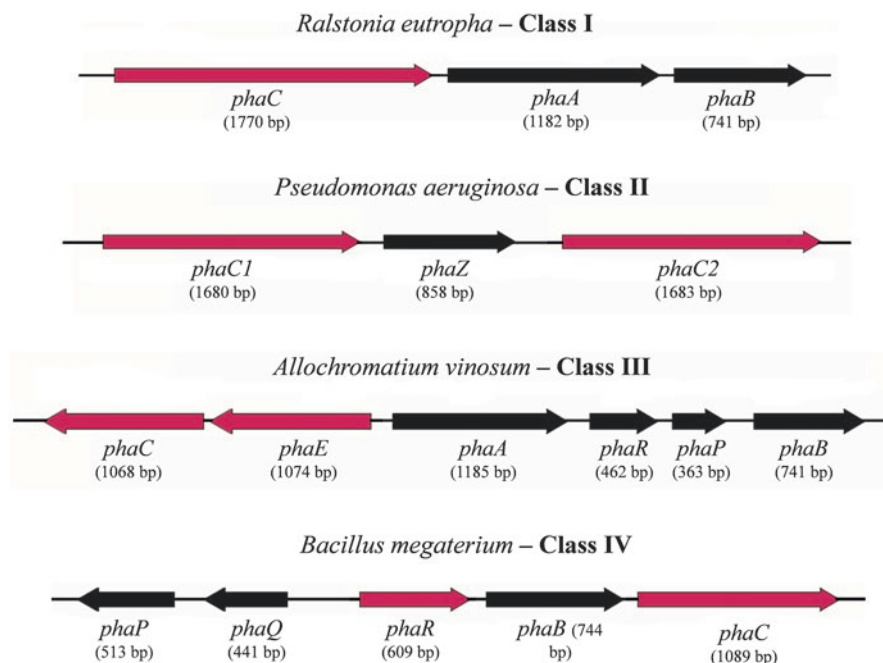 Ralstonia eutropha – Class I
phaC phaA phaB
(1770 bp) (1182 bp) (741 bp)
Pseudomonas aeruginosa – Class II
phaC1 phaZ phaC2
(1680 bp) (858 bp) (1683 bp)
Allochromatium vinosum – Class III
phaC phaE phaA phaR phaP phaB
(1068 bp) (1074 bp) (1185 bp) (462 bp) (363 bp) (741 bp)
Bacillus megaterium – Class IV
phaP phaQ phaR phaB (744 phaC
(513 bp) (441 bp) (609 bp) bp) (1089 bp)